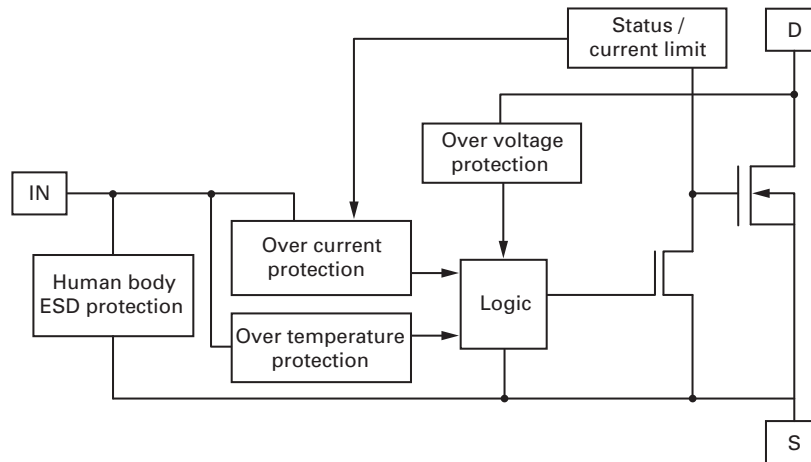 Status /
current limit
D
Over voltage
protection
IN
Over current
protection
Human body
ESD protection
Logic
Over temperature
protection
S